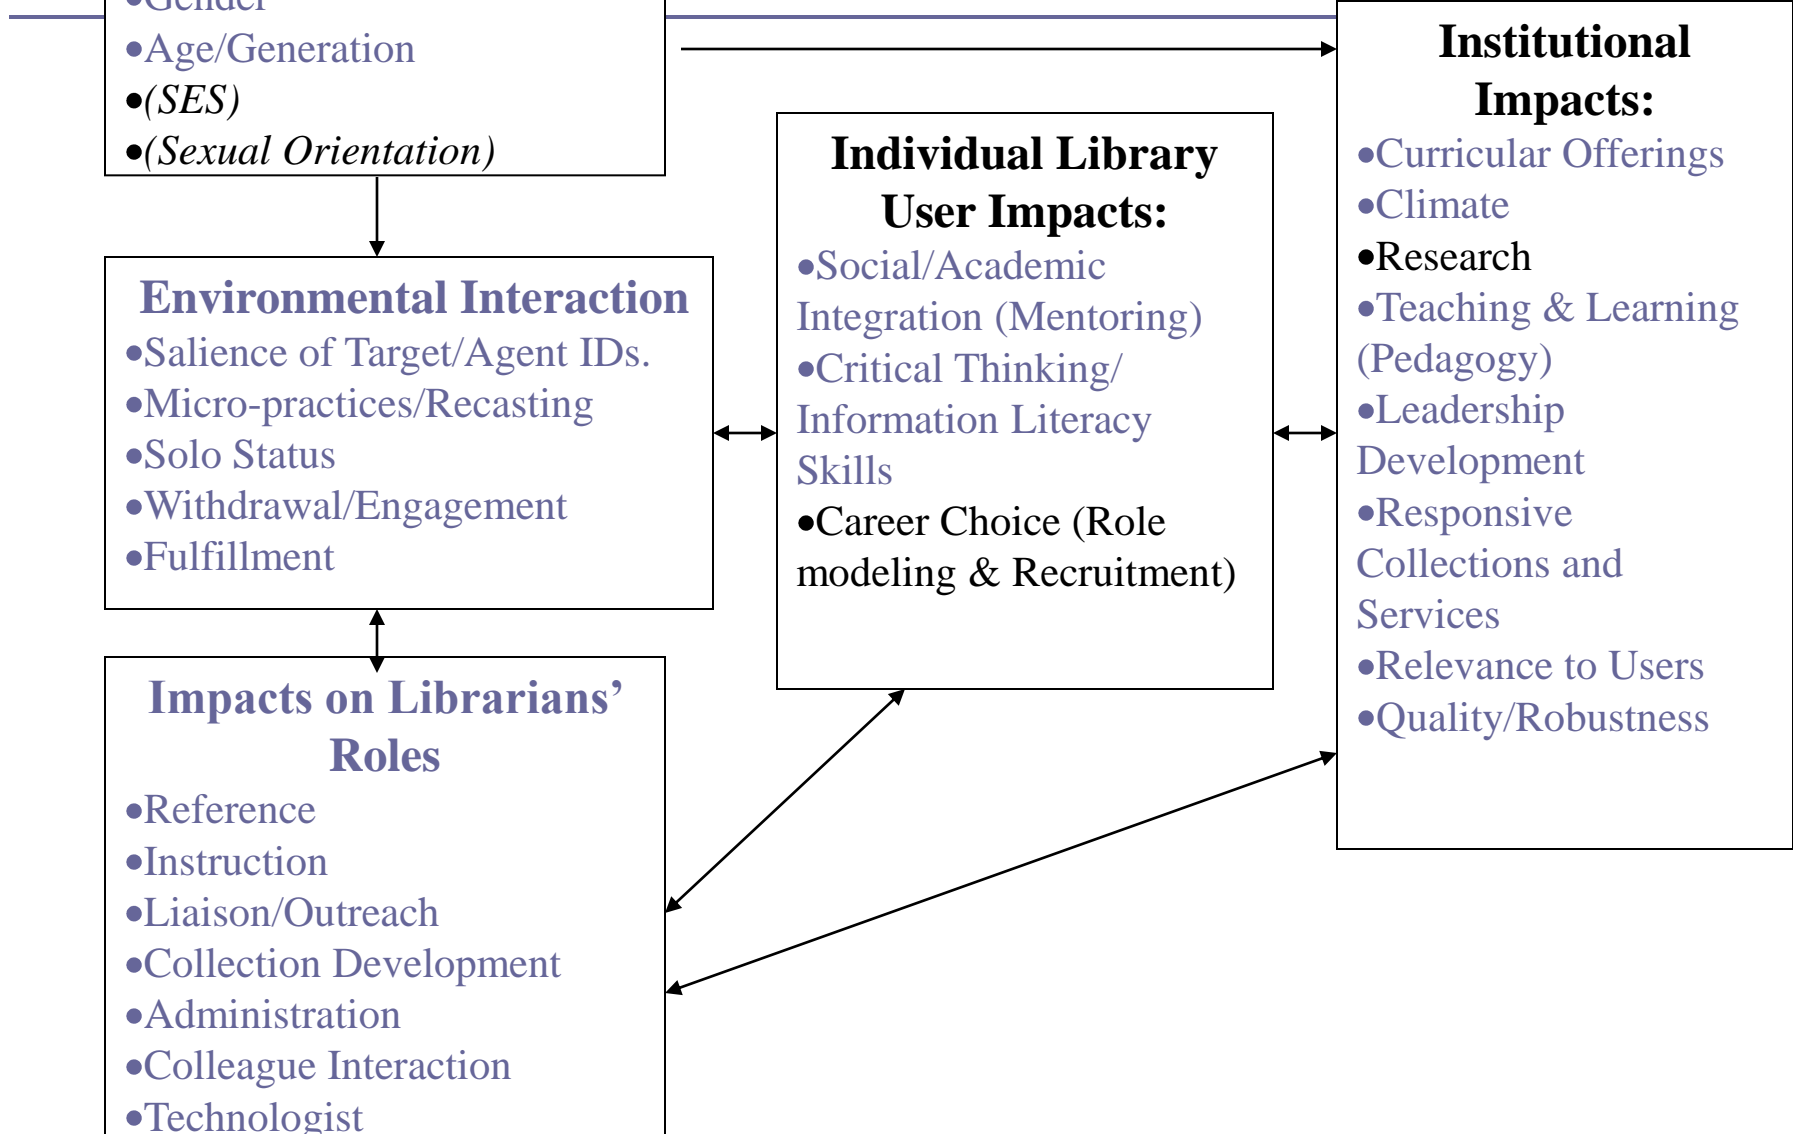 •Gender
•Age/Generation
•(SES)
•(Sexual Orientation)
Environmental Interaction
•Salience of Target/Agent IDs.
•Micro-practices/Recasting
•Solo Status
•Withdrawal/Engagement
•Fulfillment
Impacts on Librarians’
Roles
•Reference
•Instruction
•Liaison/Outreach
•Collection Development
•Administration
•Colleague Interaction
•Technologist
Individual Library
User Impacts:
•Social/Academic
Integration (Mentoring)
•Critical Thinking/
Information Literacy
Skills
•Career Choice (Role
modeling & Recruitment)
Institutional
Impacts:
•Curricular Offerings
•Climate
•Research
•Teaching & Learning
(Pedagogy)
•Leadership
Development
•Responsive
Collections and
Services
•Relevance to Users
•Quality/Robustness